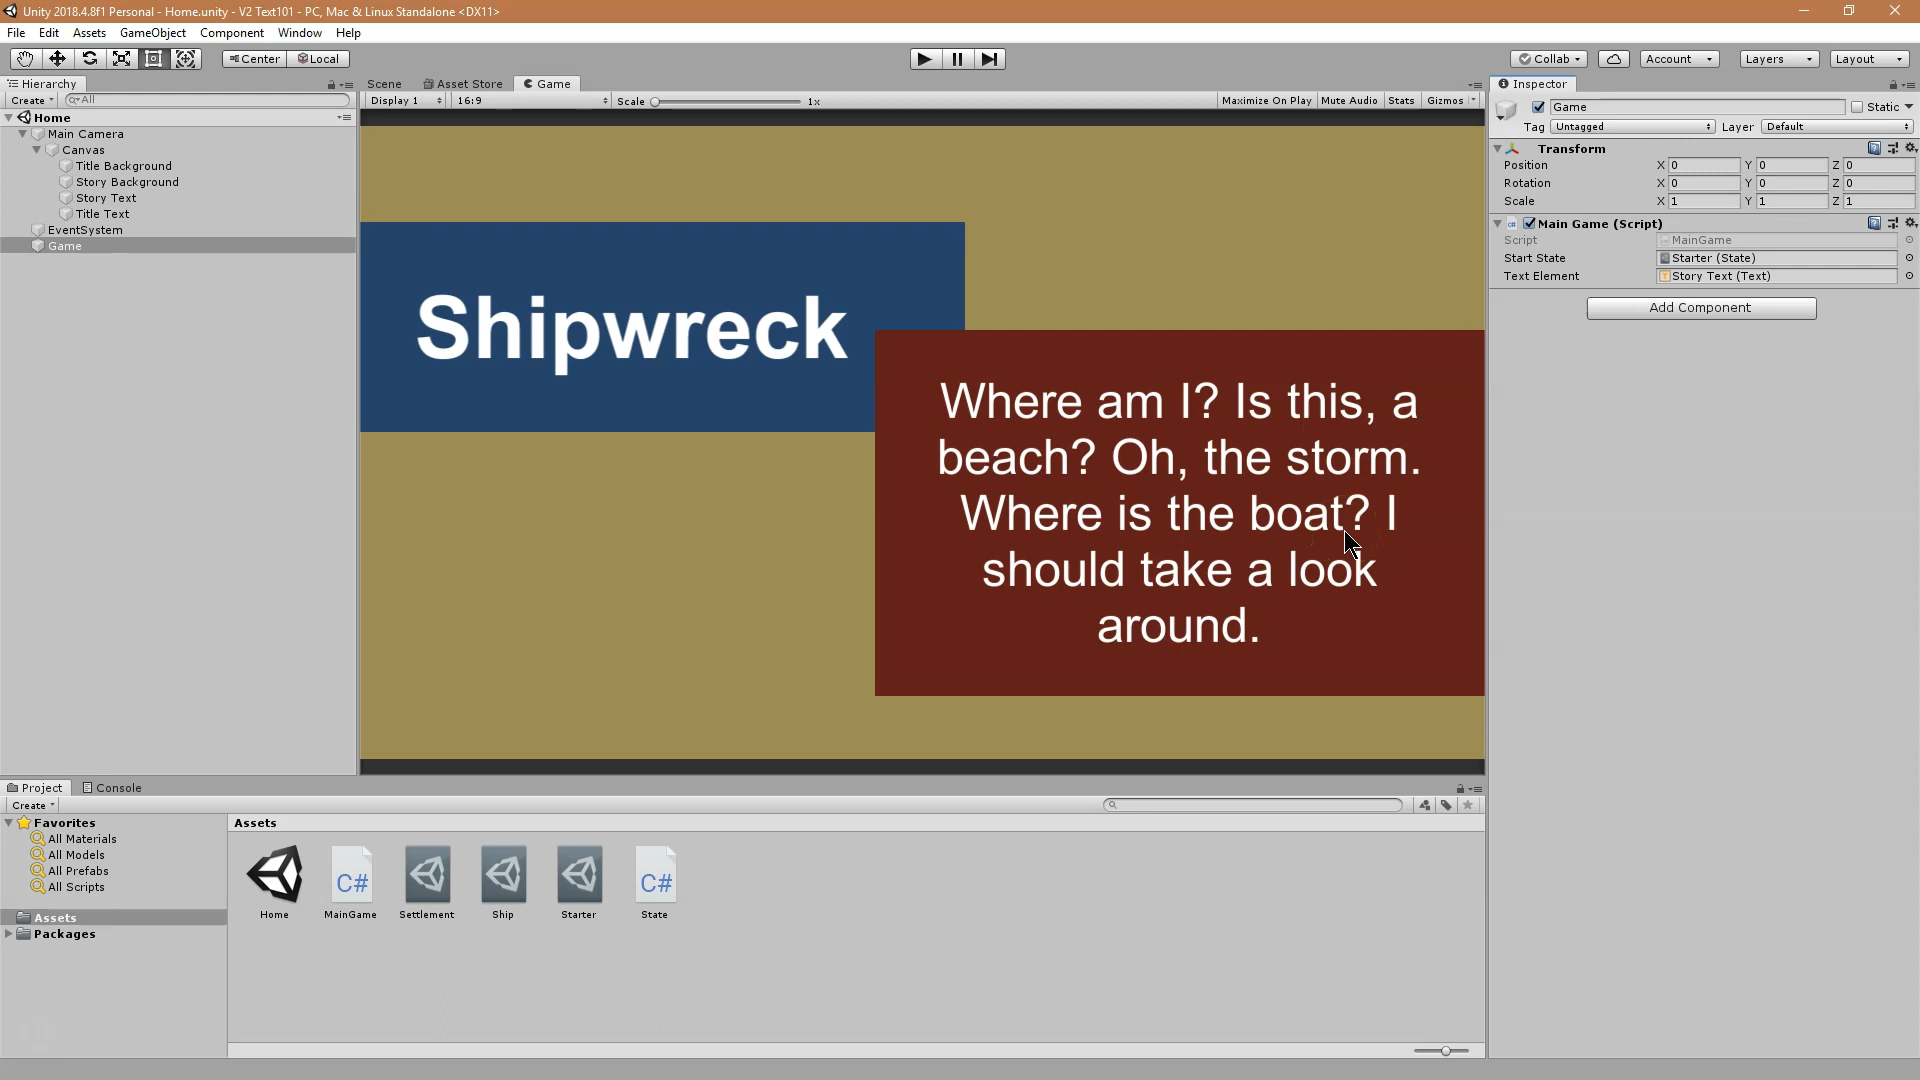 Unity 2018.4.8f1 Personal - Home.unity - V2 Text101 - PC, Mac & Linux Standalone <DX11>
File Edit Assets GameObject Component Window Help
Center Local Collab Account Layers Layout
Hierarchy
Create All
Home
Main Camera
Canvas
Title Background
Story Background
Story Text
Title Text
EventSystem
Game
Scene Asset Store Game
Display 1 16:9 Scale 1x Maximize On Play Mute Audio Stats Gizmos
Shipwreck
Where am I? Is this, a
beach? Oh, the storm.
Where is the boat? I
should take a look
around.
Inspector
Game Static
Tag Untagged Layer Default
Transform
Position X 0 Y 0 Z 0
Rotation X 0 Y 0 Z 0
Scale X 1 Y 1 Z 1
Main Game (Script)
Script MainGame
Start State Starter (State)
Text Element Story Text (Text)
Add Component
Project Console
Create
Favorites
All Materials
All Models
All Prefabs
All Scripts
Assets
Packages
Assets
C# C#
Home MainGame Settlement Ship Starter State